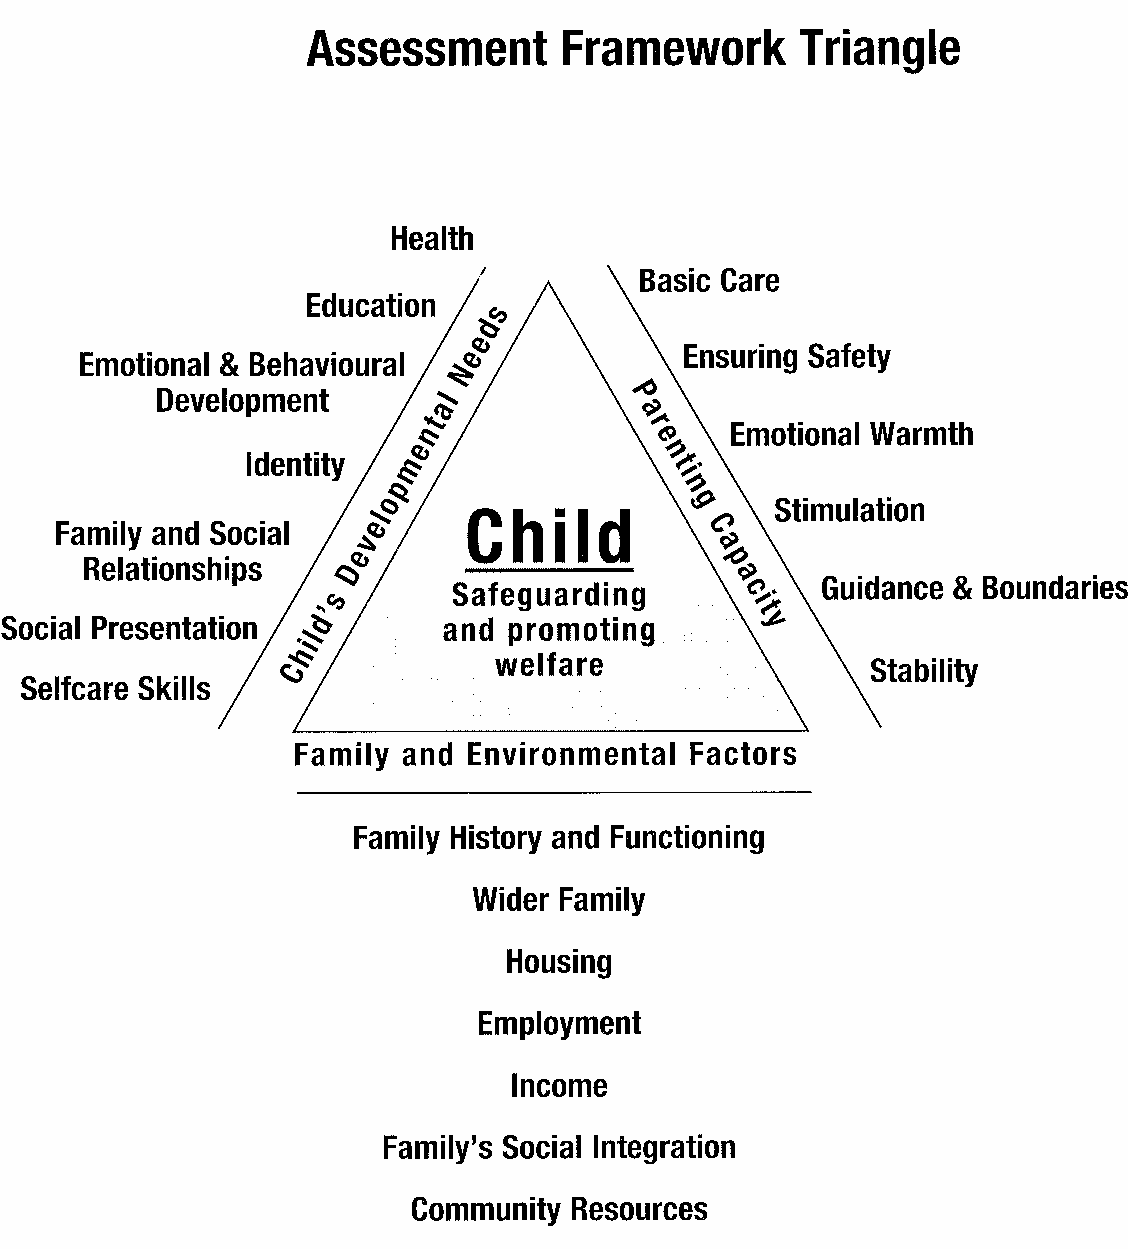 Assessment Framework Triangle
Health
Education
Emotional & Behavioural
Development
Identity
Family and Social
Relationships
Social Presentation
Selfcare Skills
Child's Developmental Needs
Basic Care
Ensuring Safety
Emotional Warmth
Stimulation
Guidance & Boundaries
Stability
Parenting Capacity
Child
Safeguarding
and promoting
welfare
Family and Environmental Factors
Family History and Functioning
Wider Family
Housing
Employment
Income
Family's Social Integration
Community Resources